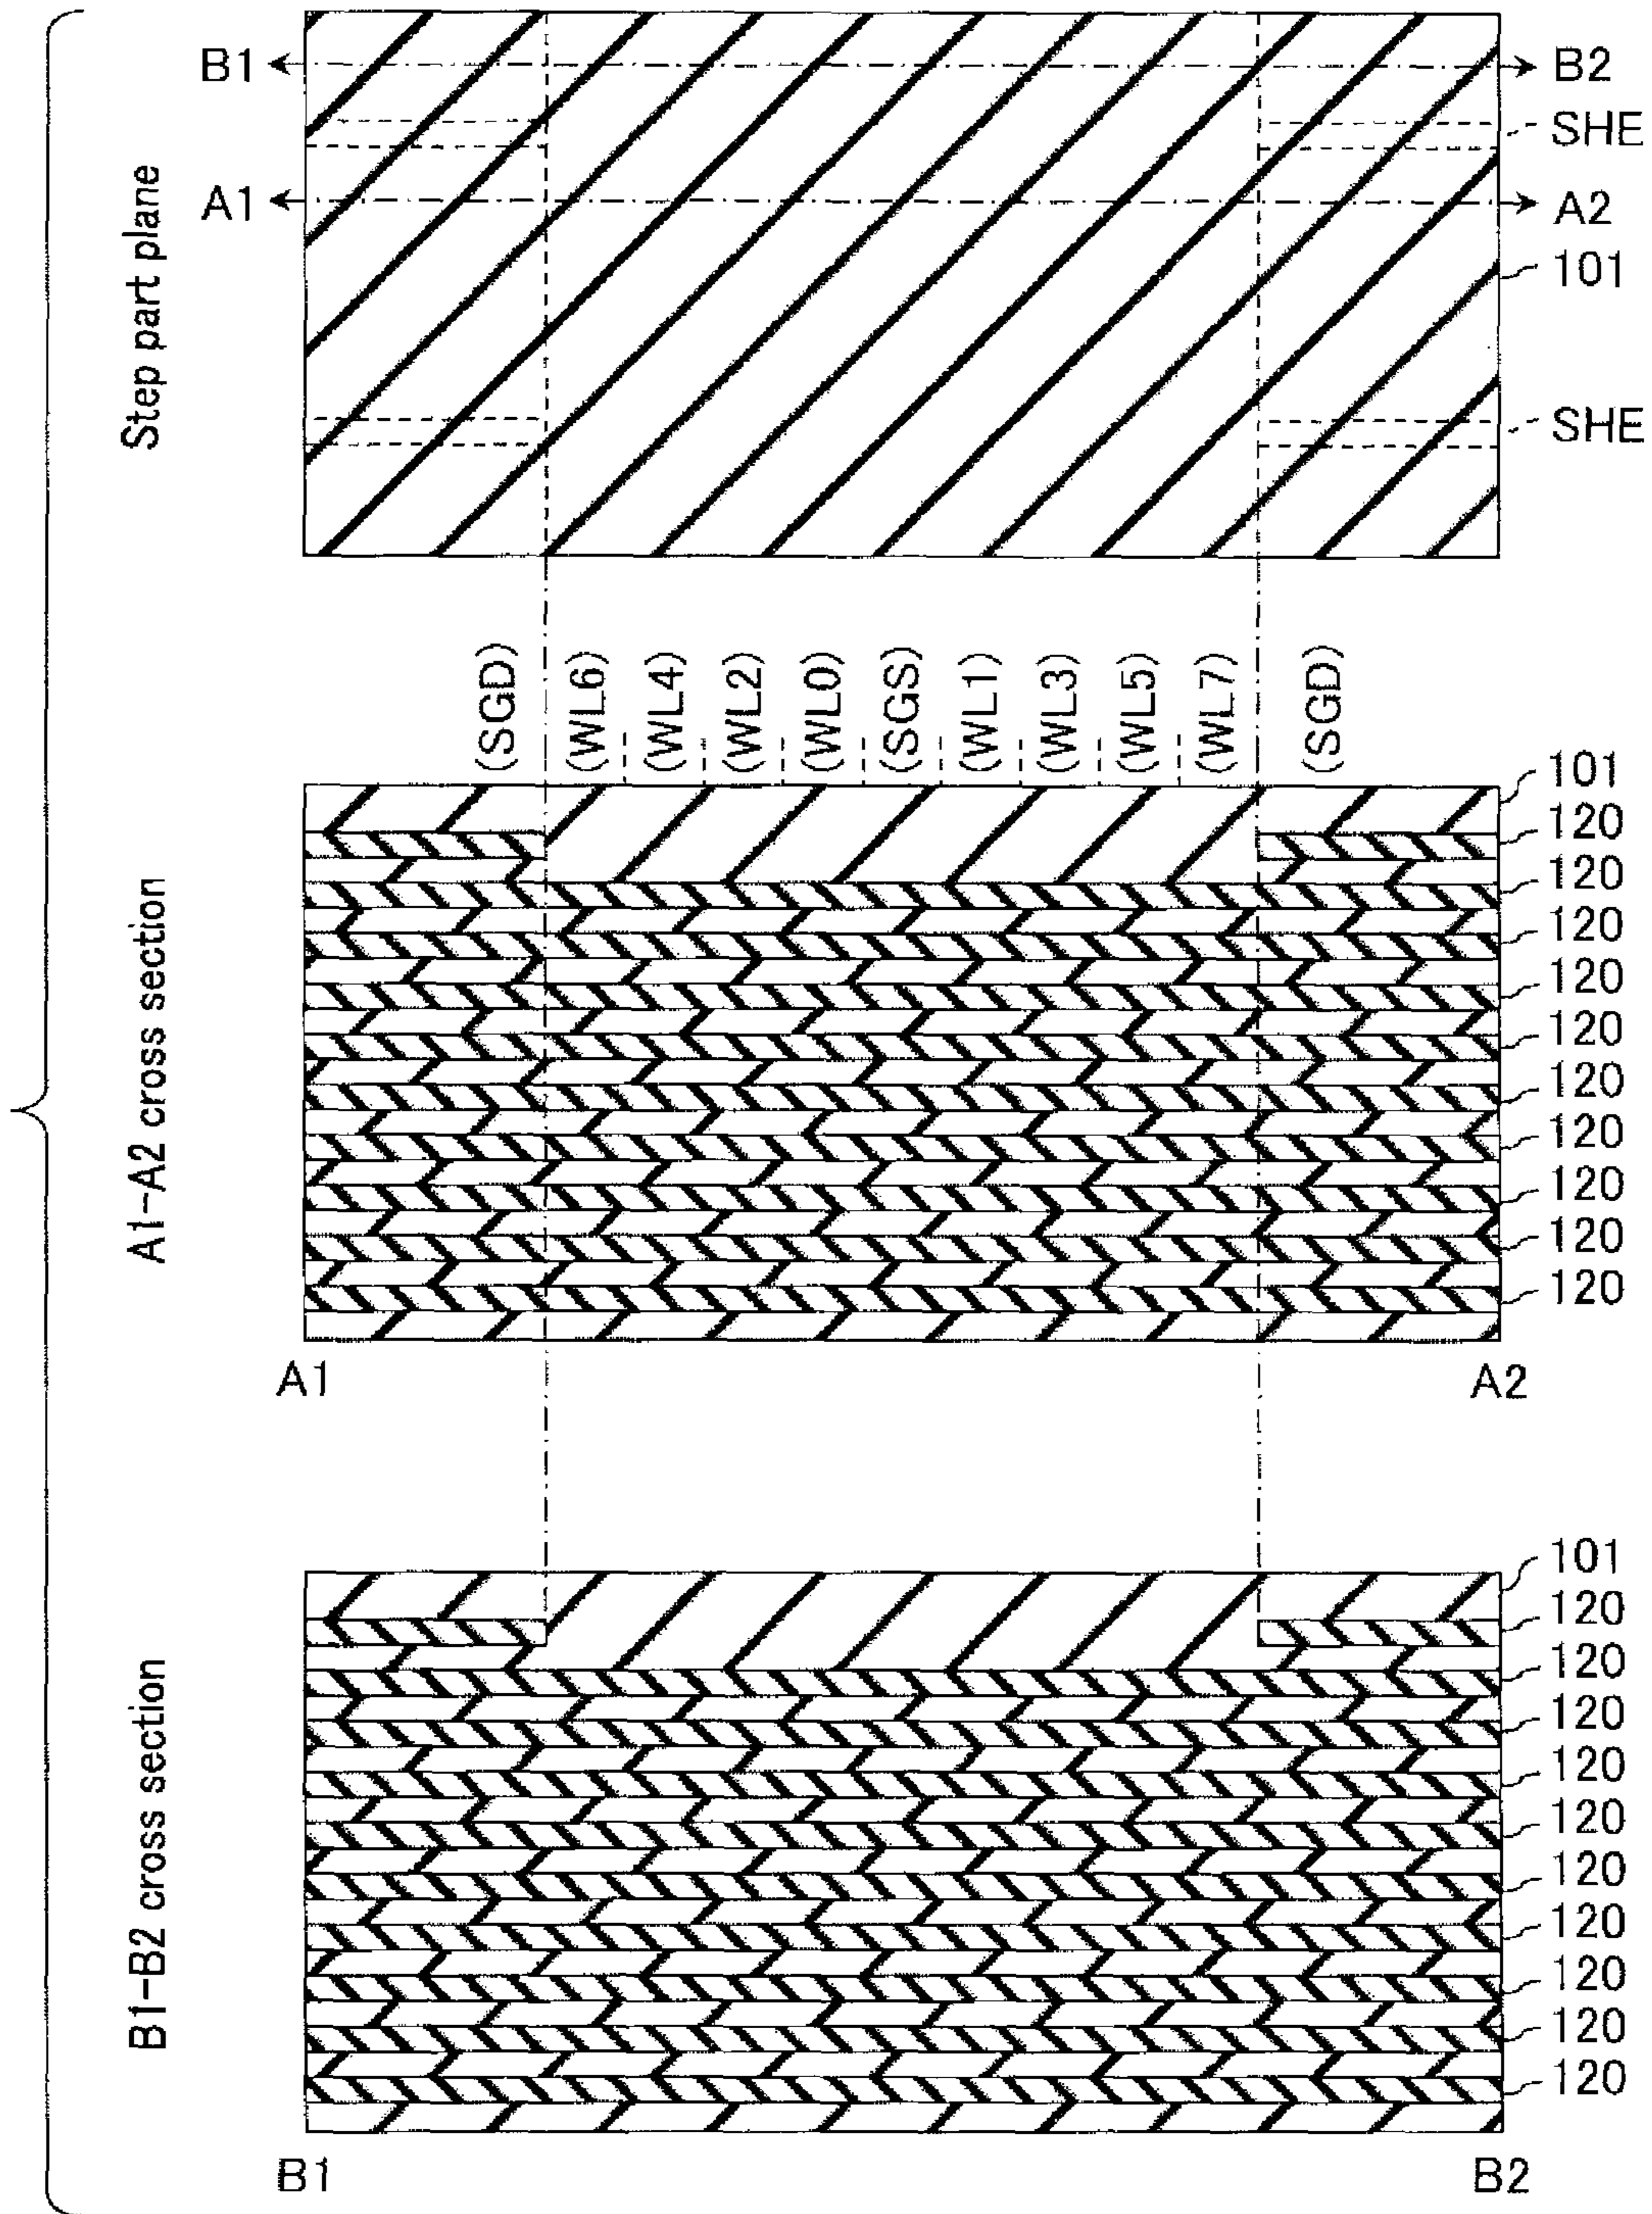 Step part plane
B1
B2
SHE
A1
A2
101
SHE
(SGD)
(WL6)
(WL4)
(WL2)
(WL0)
(SGS)
(WL1)
(WL3)
(WL5)
(WL7)
(SGD)
A1-A2 cross section
101
120
120
120
120
120
120
120
120
120
120
A1
A2
B1-B2 cross section
101
120
120
120
120
120
120
120
120
120
120
B1
B2